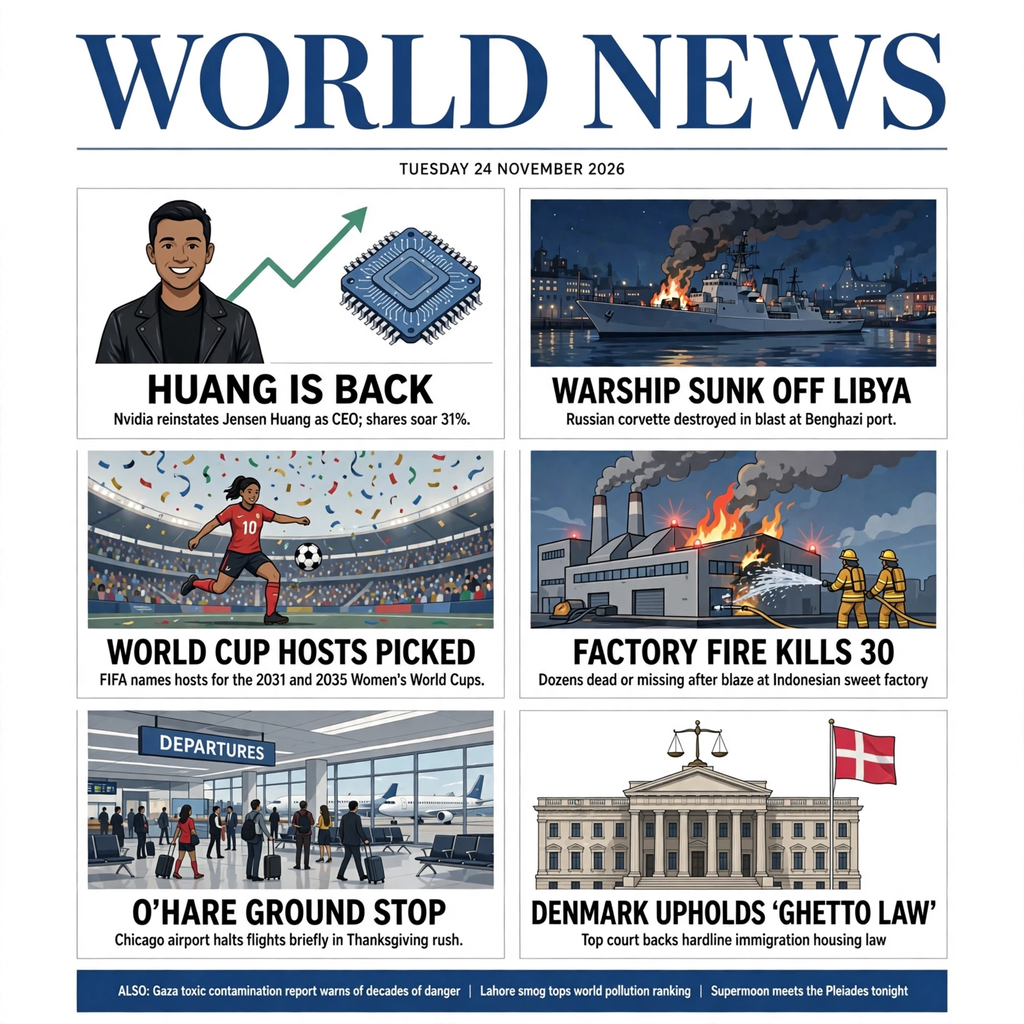 WORLD NEWS
TUESDAY 24 NOVEMBER 2026
HUANG IS BACK
Nvidia reinstates Jensen Huang as CEO; shares soar 31%.
WARSHIP SUNK OFF LIBYA
Russian corvette destroyed in blast at Benghazi port.
10
WORLD CUP HOSTS PICKED
FIFA names hosts for the 2031 and 2035 Women's World Cups.
FACTORY FIRE KILLS 30
Dozens dead or missing after blaze at Indonesian sweet factory
DEPARTURES
O'HARE GROUND STOP
Chicago airport halts flights briefly in Thanksgiving rush.
DENMARK UPHOLDS 'GHETTO LAW'
Top court backs hardline immigration housing law
ALSO: Gaza toxic contamination report warns of decades of danger | Lahore smog tops world pollution ranking | Supermoon meets the Pleiades tonight